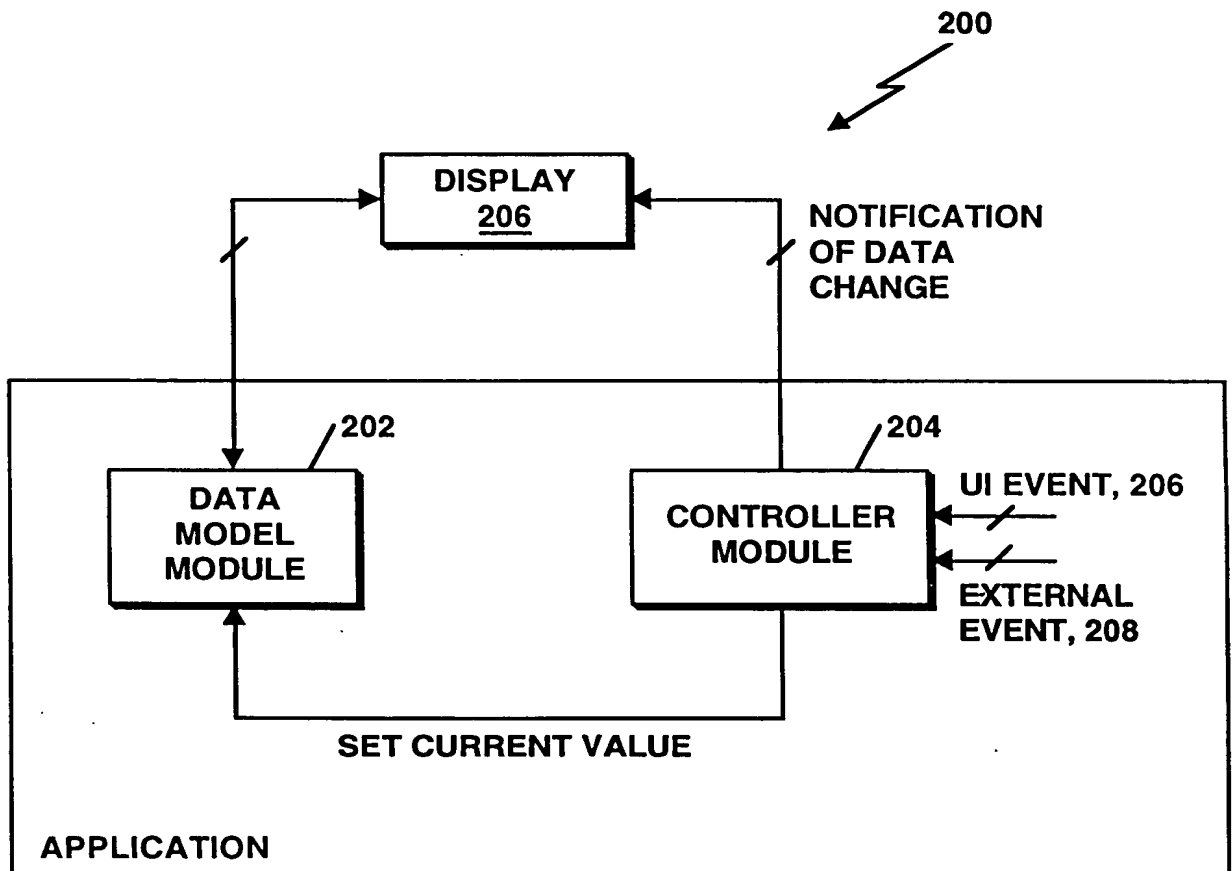 200
DISPLAY
206
NOTIFICATION
OF DATA
CHANGE
202
204
DATA
MODEL
MODULE
CONTROLLER
MODULE
UI EVENT, 206
EXTERNAL
EVENT, 208
SET CURRENT VALUE
APPLICATION